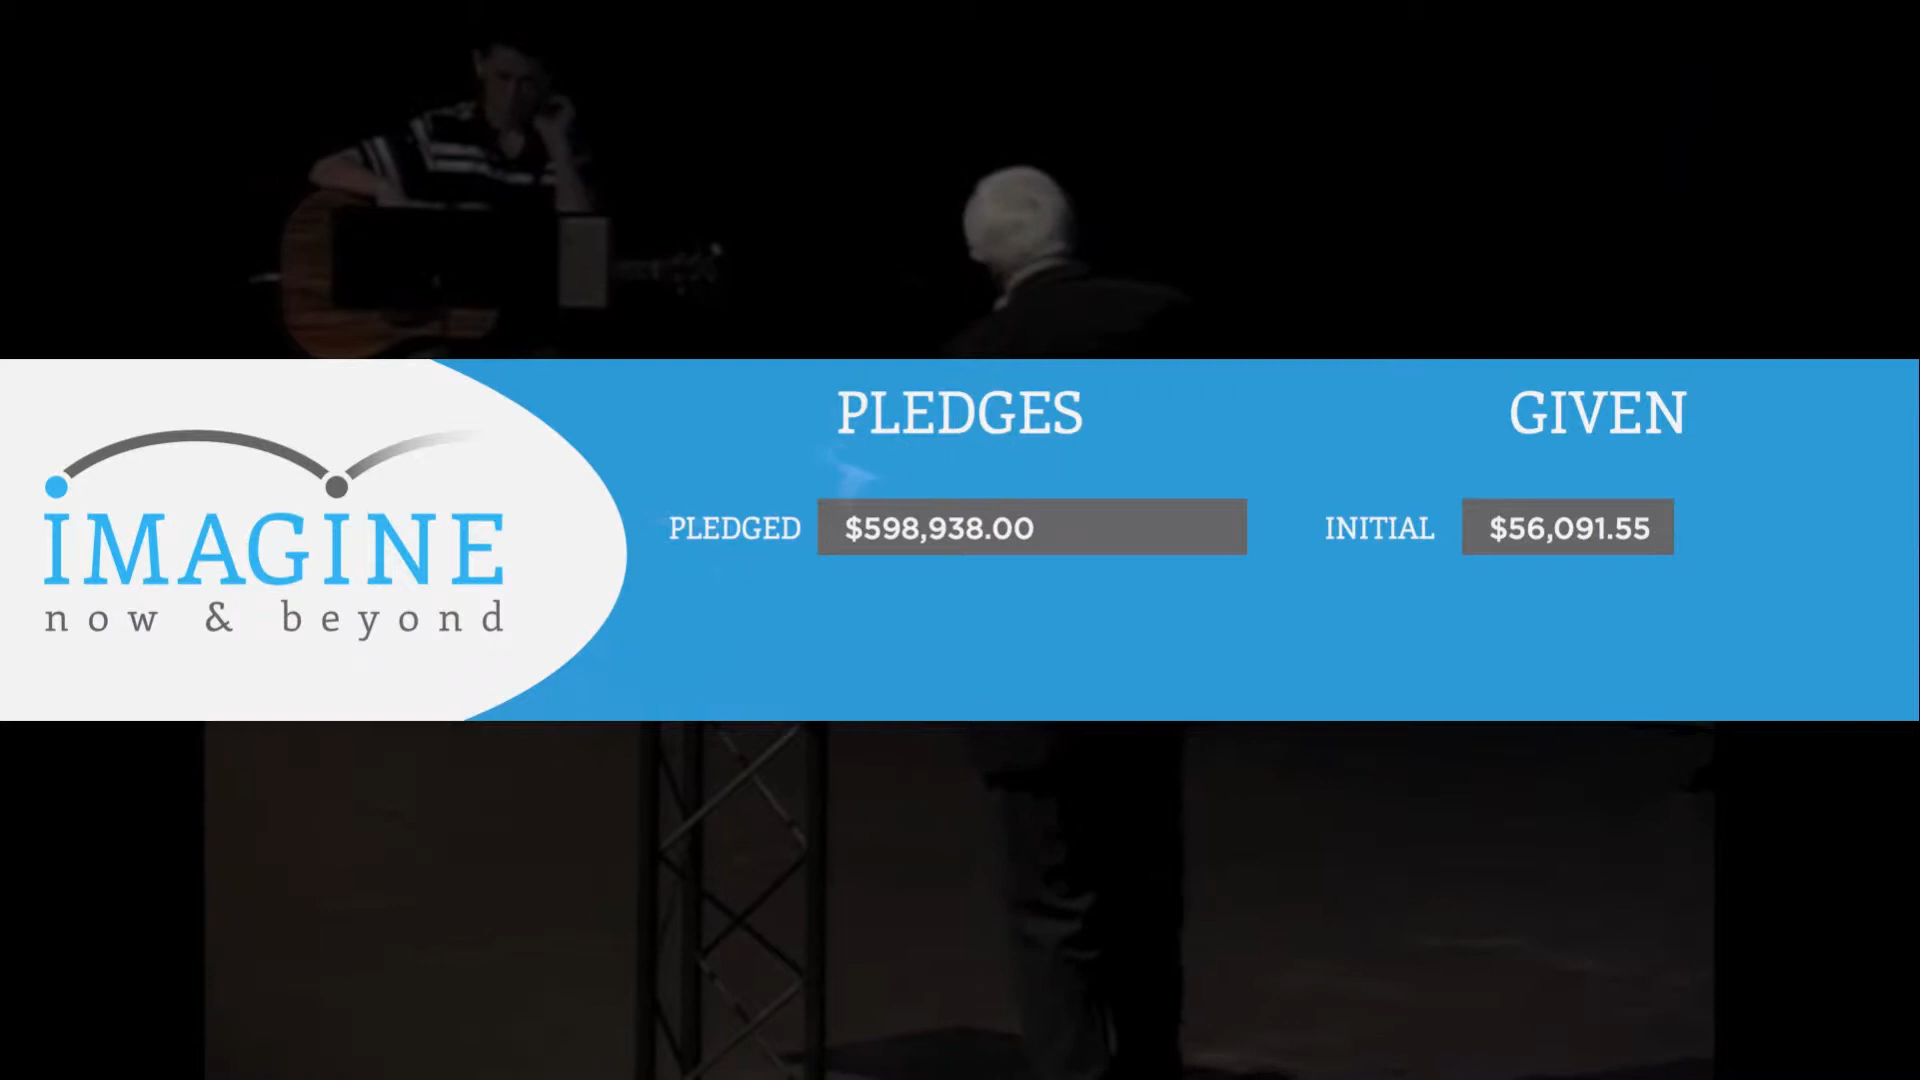 PLEDGES
GIVEN
PLEDGED $598,938.00
INITIAL $56,091.55
IMAGINE
now & beyond